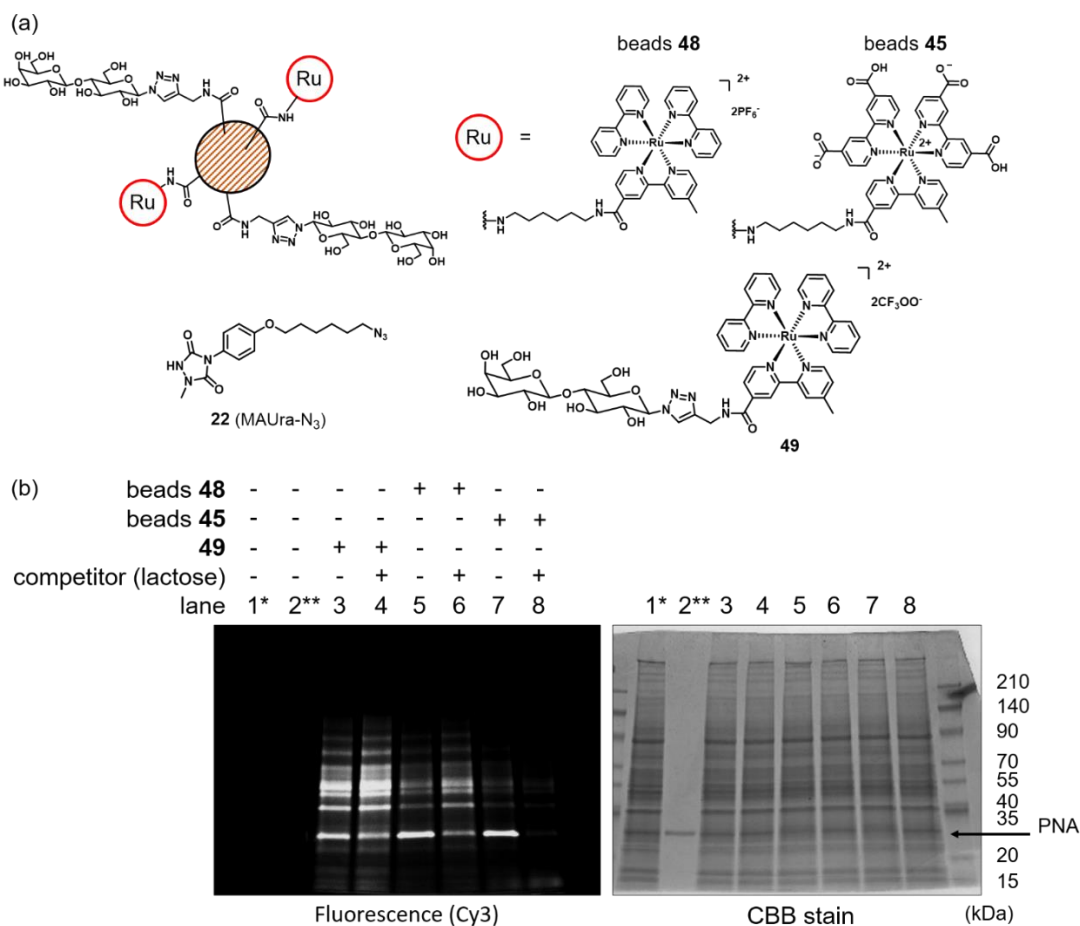 (a)
beads 48
beads 45
Ru
=
2+
2PF₆⁻
Ru
2+
22 (MAUra-N₃)
2+
2CF₃OO⁻
Ru
49
(b)
beads 48 - - - - + + - -
beads 45 - - - - - - + +
49 - - + + - - - -
competitor (lactose) - - - + - + - +
lane 1* 2** 3 4 5 6 7 8
1* 2** 3 4 5 6 7 8
210
140
90
70
55
40
35
PNA
20
15
Fluorescence (Cy3)
CBB stain
(kDa)